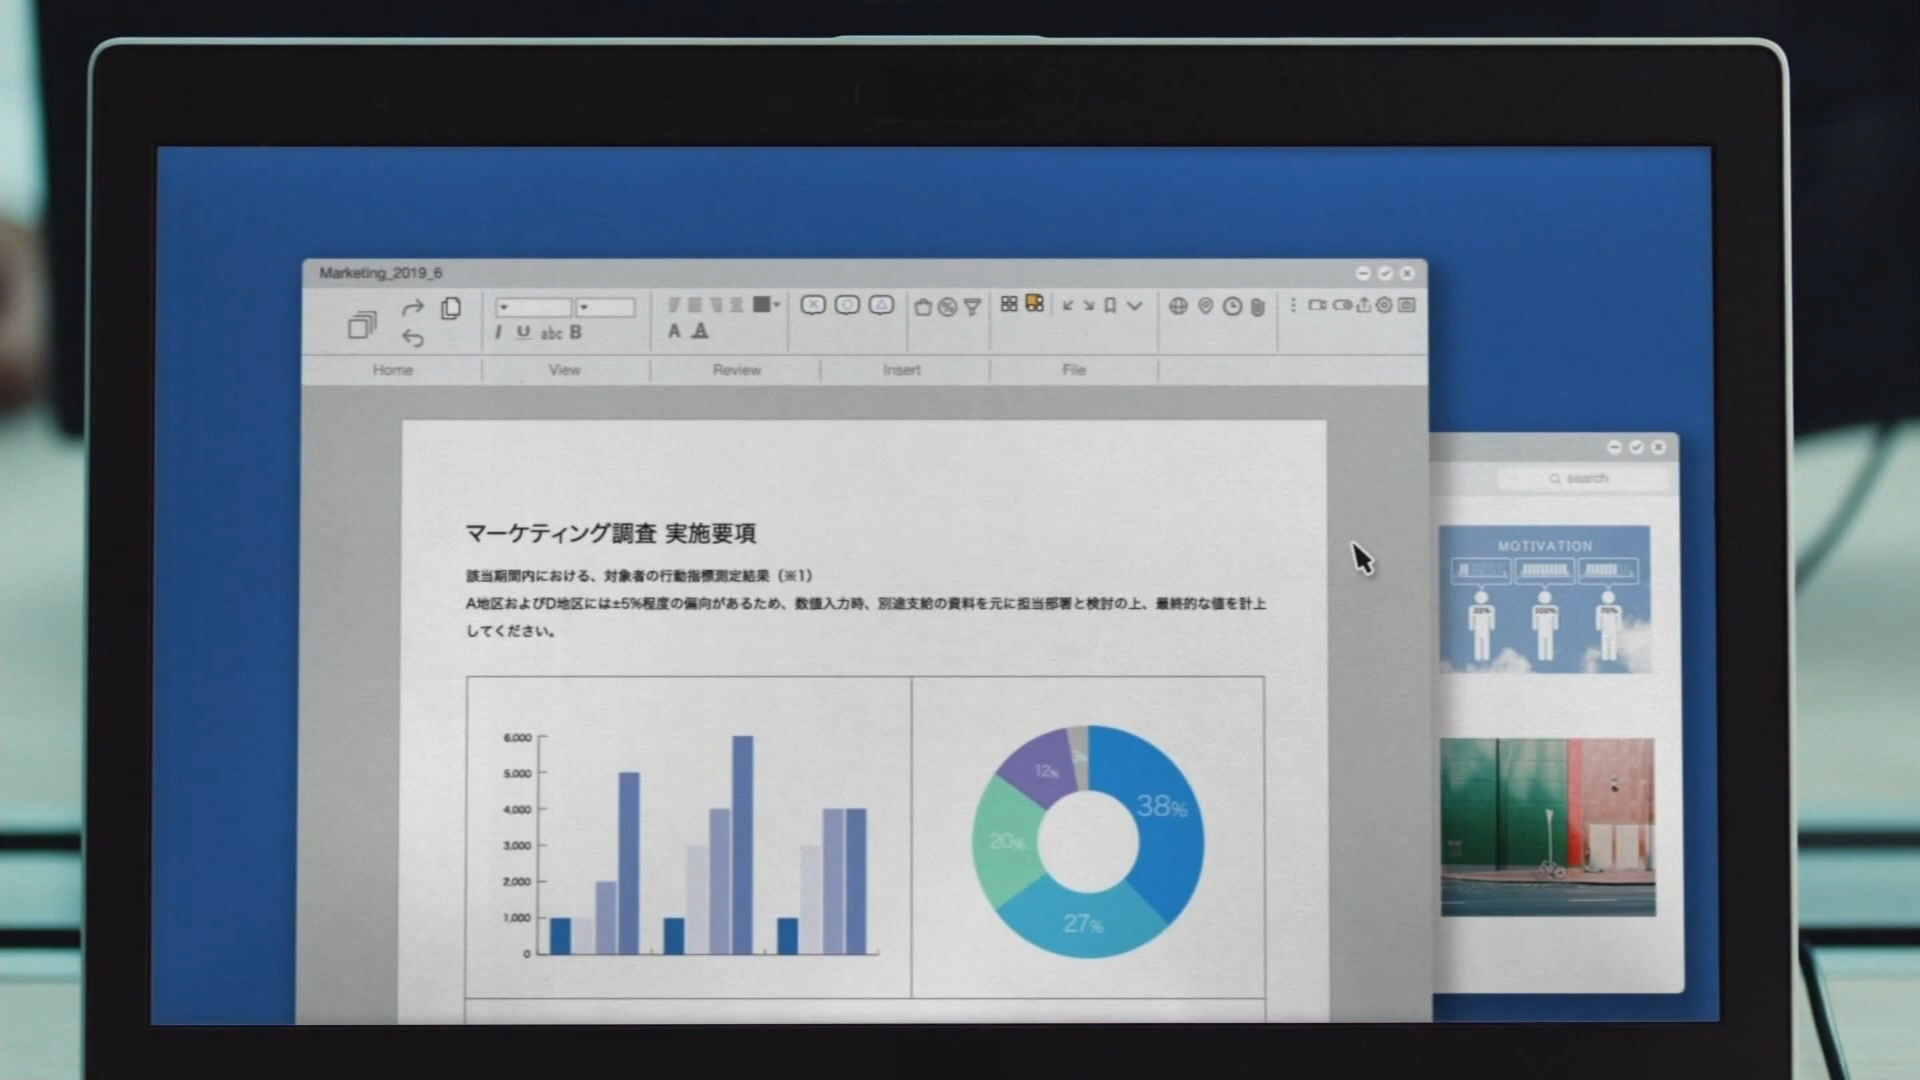 Marketing_2019_6
I U abc B
A A
Home View Review Insert File
search
マーケティング調査 実施要項
該当期間内における、対象者の行動指標測定結果（※1）
A地区およびD地区には±5%程度の偏向があるため、数値入力時、別途支給の資料を元に担当部署と検討の上、最終的な値を計上
してください。
6,000
5,000
4,000
3,000
2,000
1,000
0
38%
27%
20%
12%
3%
MOTIVATION
100%
70%